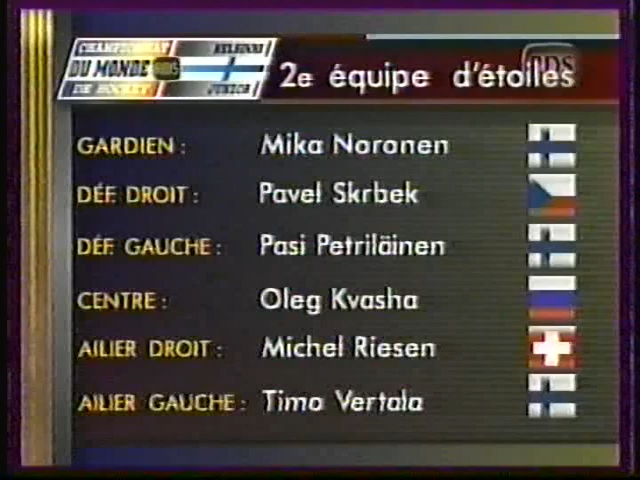 CHAMPIONNAT
DU MONDE
DE HOCKEY
HELSINKI
JUNIOR
RDS
2e équipe d'étoiles
GARDIEN : Mika Noronen
DÉF. DROIT : Pavel Skrbek
DÉF. GAUCHE : Pasi Petriläinen
CENTRE : Oleg Kvasha
AILIER DROIT : Michel Riesen
AILIER GAUCHE : Timo Vertala